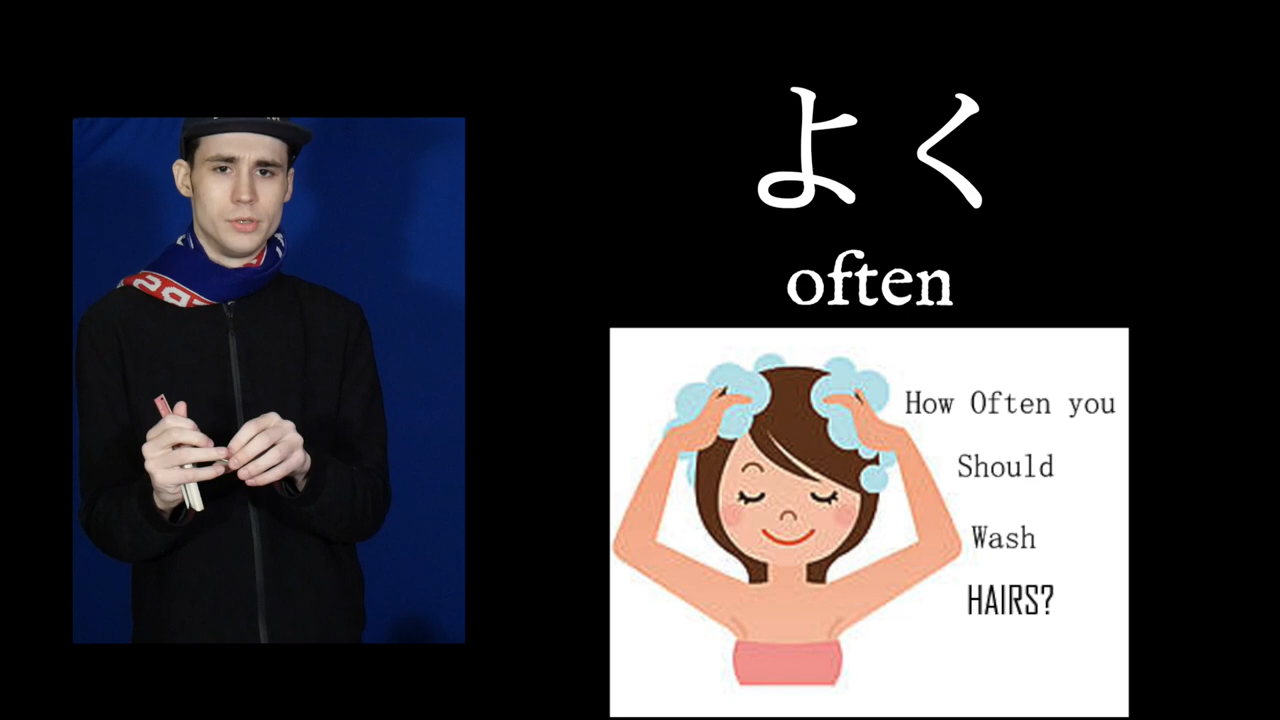 よく
often
How Often you
Should
Wash
HAIRS?